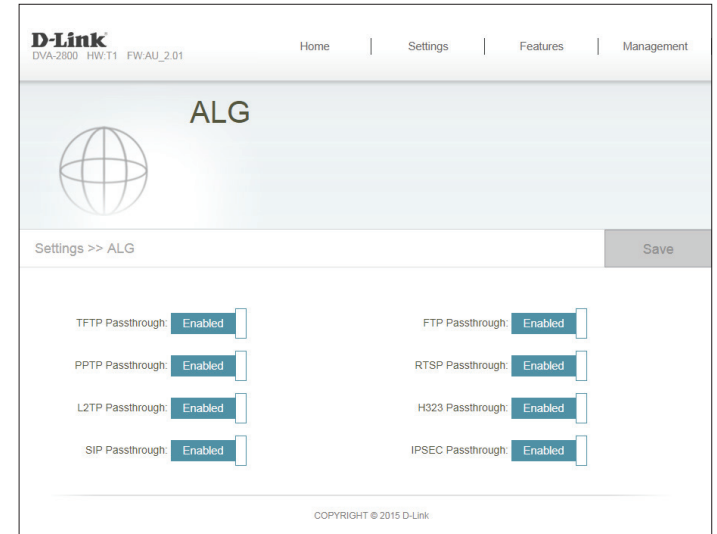 D-Link
DVA-2800 HW:T1 FW:AU_2.01
Home Settings Features Management
ALG
Settings >> ALG Save
TFTP Passthrough: Enabled FTP Passthrough: Enabled
PPTP Passthrough: Enabled RTSP Passthrough: Enabled
L2TP Passthrough: Enabled H323 Passthrough: Enabled
SIP Passthrough: Enabled IPSEC Passthrough: Enabled
COPYRIGHT © 2015 D-Link